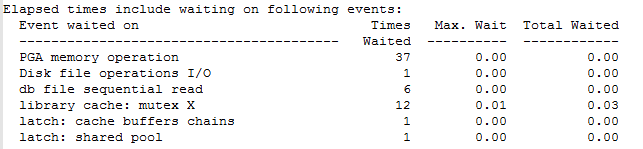 Elapsed times include waiting on following events:
  Event waited on                             Times   Max. Wait  Total Waited
  ----------------------------------------   Waited  ----------  ------------
  PGA memory operation                           37        0.00          0.00
  Disk file operations I/O                        1        0.00          0.00
  db file sequential read                         6        0.00          0.00
  library cache: mutex X                         12        0.01          0.03
  latch: cache buffers chains                     1        0.00          0.00
  latch: shared pool                              1        0.00          0.00